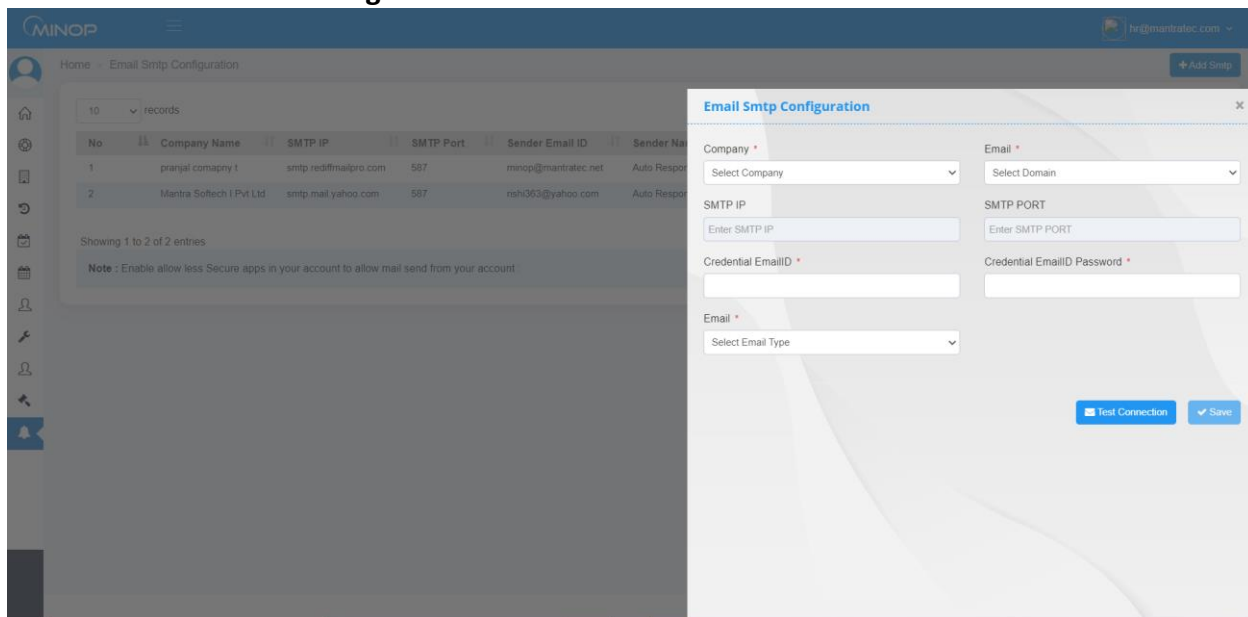 MINOP
hr@mantratec.com
Home - Email Smtp Configuration
+Add Smtp
10 records
No Company Name SMTP IP SMTP Port Sender Email ID
1 pranjal comapny t smtp.rediffmailpro.com 587 minop@mantratec.net Auto Respon
2 Mantra Softech I Pvt Ltd smtp.mail.yahoo.com 587 rishi363@yahoo.com Auto Respon
Showing 1 to 2 of 2 entries
Note : Enable allow less Secure apps in your account to allow mail send from your account
Email Smtp Configuration ×
Company * Email *
Select Company Select Domain
SMTP IP SMTP PORT
Enter SMTP IP Enter SMTP PORT
Credential EmailID * Credential EmailID Password *
Email *
Select Email Type
Test Connection Save